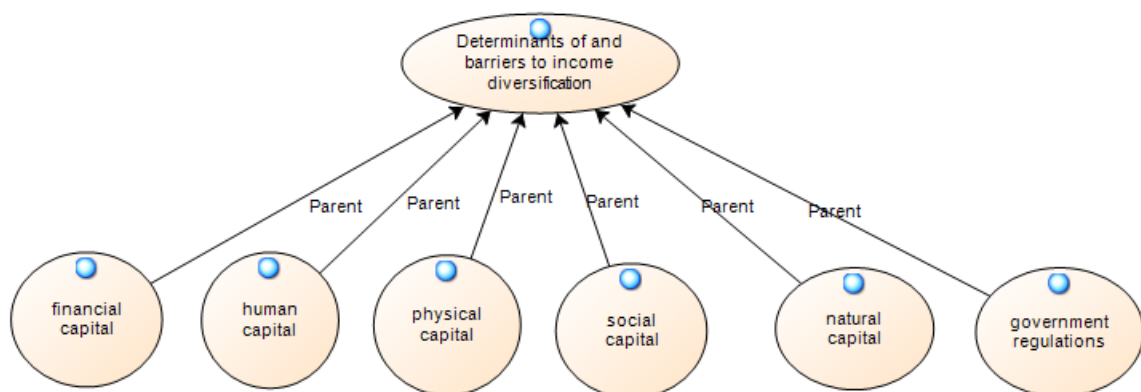 Determinants of and
barriers to income
diversification
Parent
Parent
Parent
Parent
Parent
Parent
financial
capital
human
capital
physical
capital
social
capital
natural
capital
government
regulations